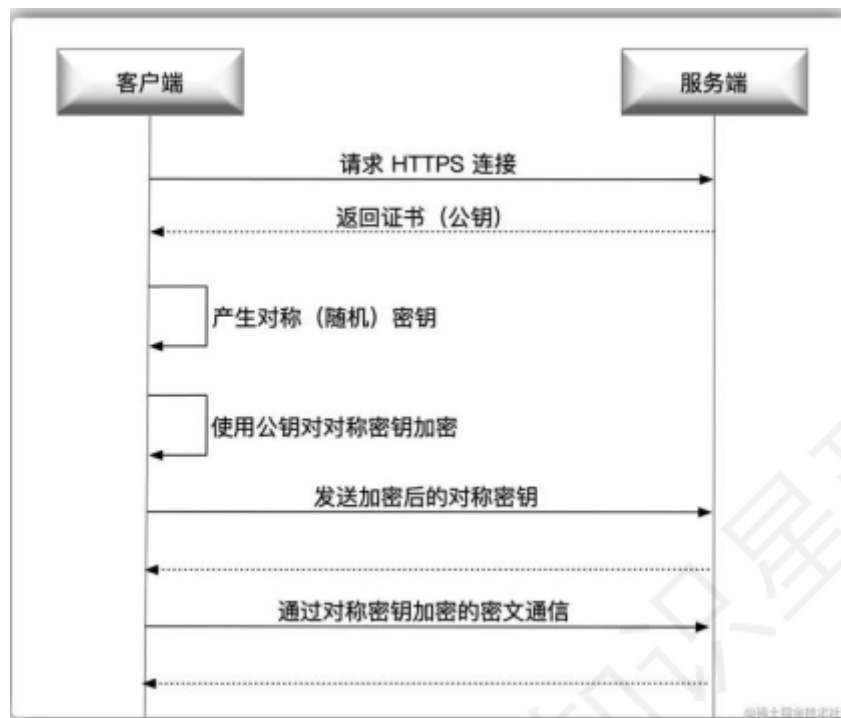 客户端
服务端
请求 HTTPS 连接
返回证书（公钥）
产生对称（随机）密钥
使用公钥对对称密钥加密
发送加密后的对称密钥
通过对称密钥加密的密文通信
知识星